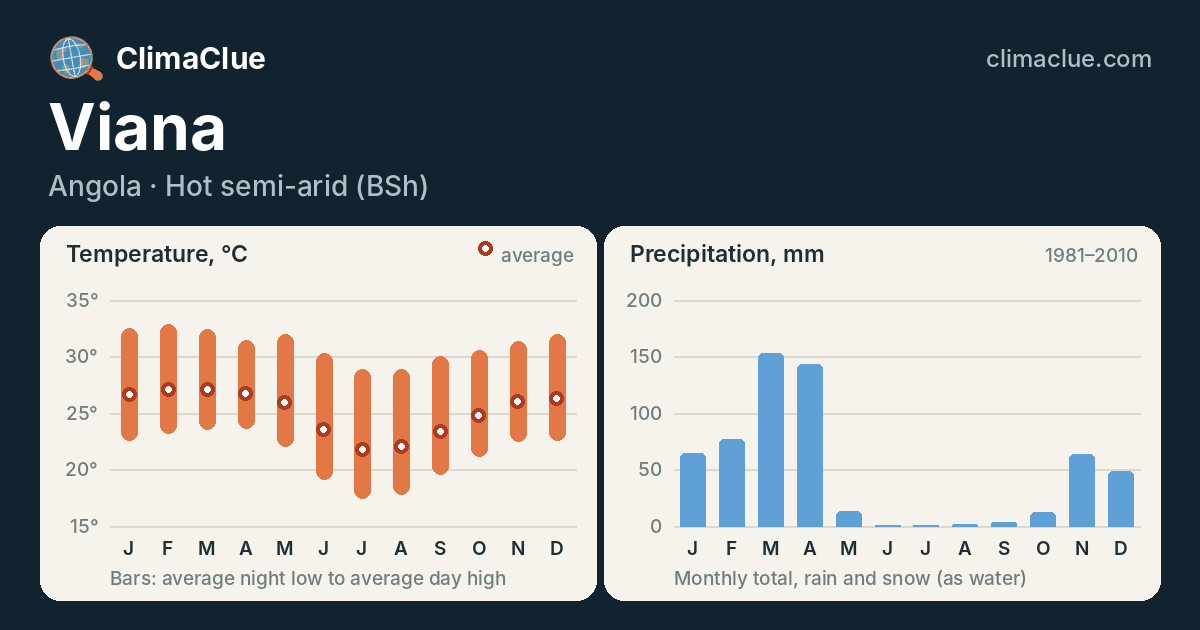 ClimaClue
climaclue.com
Viana
Angola · Hot semi-arid (BSh)
Temperature, °C
average
35°
30°
25°
20°
15°
J F M A M J J A S O N D
Bars: average night low to average day high
Precipitation, mm
1981–2010
200
150
100
50
0
J F M A M J J A S O N D
Monthly total, rain and snow (as water)